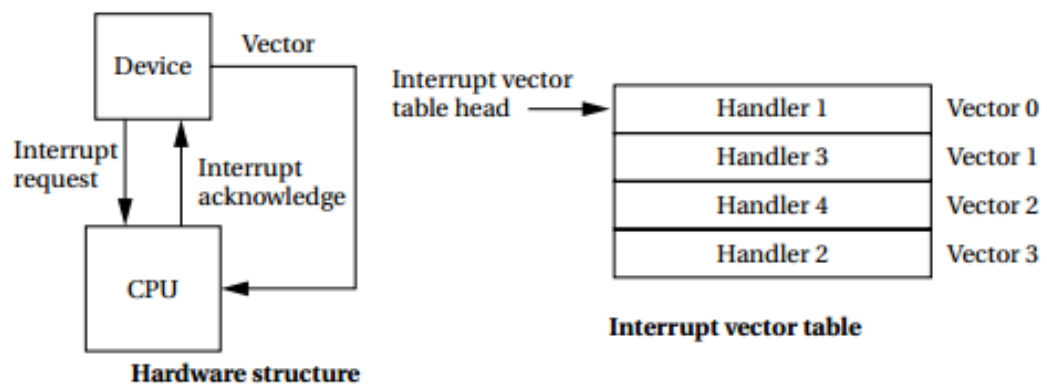 Vector
Device
Interrupt
request
Interrupt
acknowledge
CPU
Hardware structure
Interrupt vector
table head
Handler 1 Vector 0
Handler 3 Vector 1
Handler 4 Vector 2
Handler 2 Vector 3
Interrupt vector table